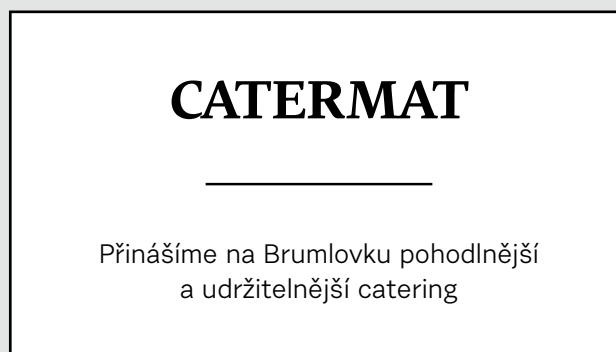 CATERMAT
Přinášíme na Brumlovku pohodlnější
a udržitelnější catering